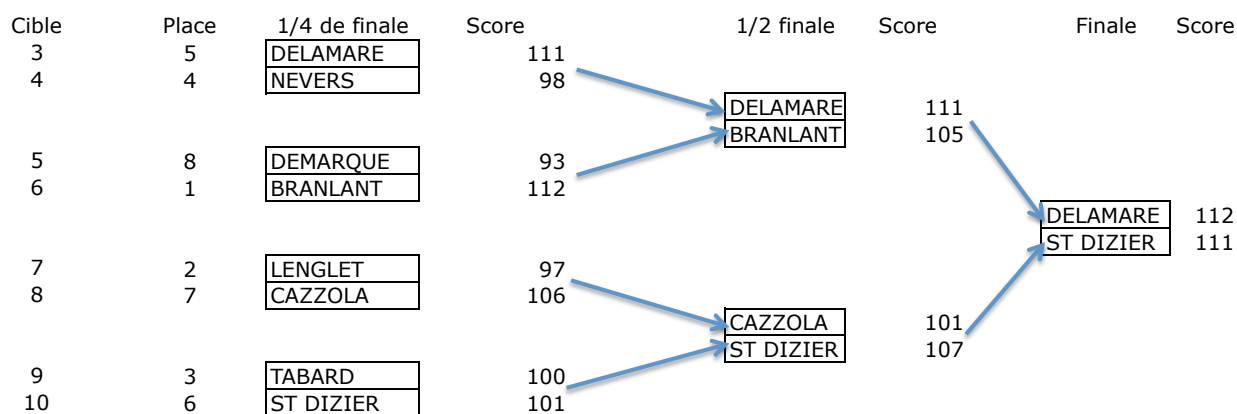 Cible Place 1/4 de finale Score 1/2 finale Score Finale Score
3 5 DELAMARE 111
4 4 NEVERS 98
DELAMARE 111
BRANLANT 105
5 8 DEMARQUE 93
6 1 BRANLANT 112
DELAMARE 112
ST DIZIER 111
7 2 LENGLET 97
8 7 CAZZOLA 106
CAZZOLA 101
ST DIZIER 107
9 3 TABARD 100
10 6 ST DIZIER 101